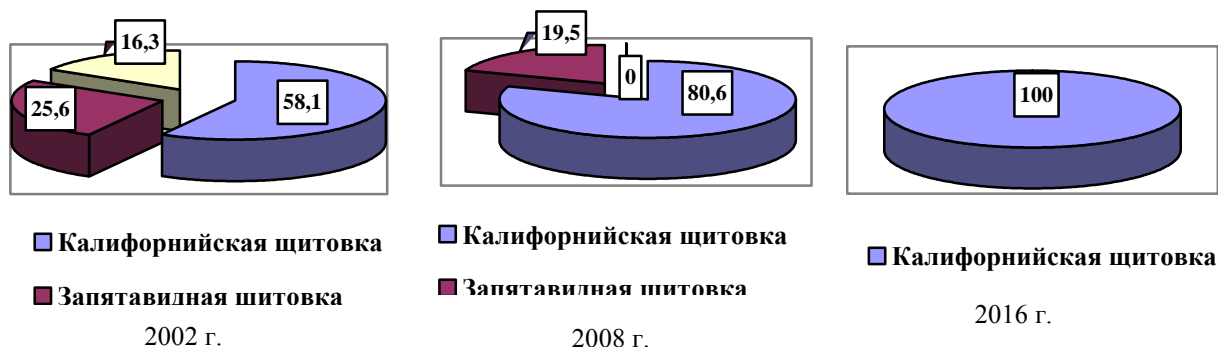 16,3
25,6
58,1
Калифорнийская щитовка
Запятавидная щитовка
2002 г.
19,5
0
80,6
Калифорнийская щитовка
Запятавидная щитовка
2008 г.
100
Калифорнийская щитовка
2016 г.